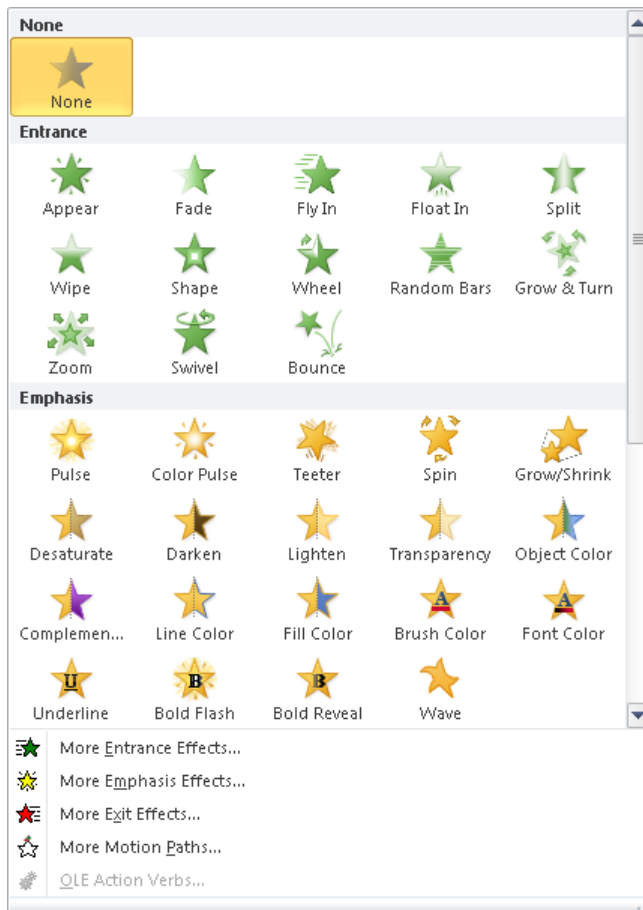 None
None
Entrance
Appear Fade Fly In Float In Split
Wipe Shape Wheel Random Bars Grow & Turn
Zoom Swivel Bounce
Emphasis
Pulse Color Pulse Teeter Spin Grow/Shrink
Desaturate Darken Lighten Transparency Object Color
Complemen... Line Color Fill Color Brush Color Font Color
Underline Bold Flash Bold Reveal Wave
More Entrance Effects...
More Emphasis Effects...
More Exit Effects...
More Motion Paths...
OLE Action Verbs...